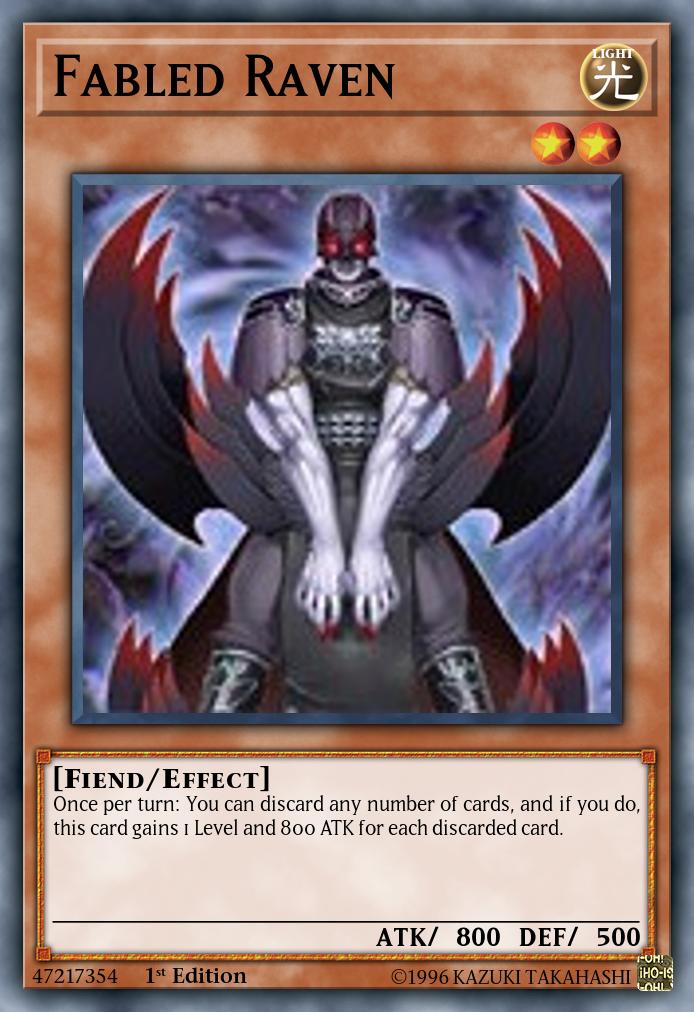 Fabled Raven
LIGHT
光
[Fiend/Effect]
Once per turn: You can discard any number of cards, and if you do,
this card gains 1 Level and 800 ATK for each discarded card.
ATK/ 800 DEF/ 500
47217354 1st Edition ©1996 KAZUKI TAKAHASHI